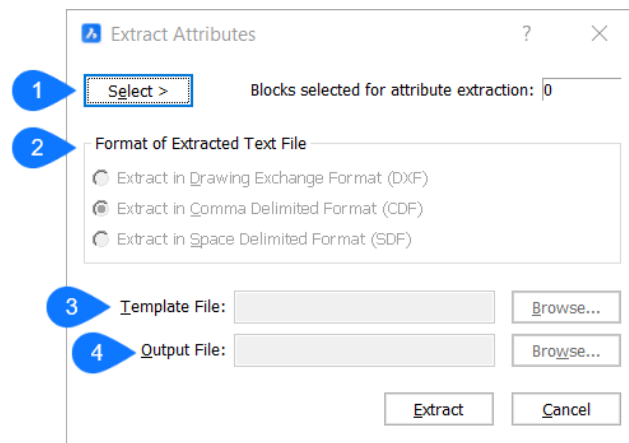 Extract Attributes ?
1 Select > Blocks selected for attribute extraction: 0
2 Format of Extracted Text File
Extract in Drawing Exchange Format (DXF)
Extract in Comma Delimited Format (CDF)
Extract in Space Delimited Format (SDF)
3 Template File: Browse...
4 Output File: Browse...
Extract Cancel